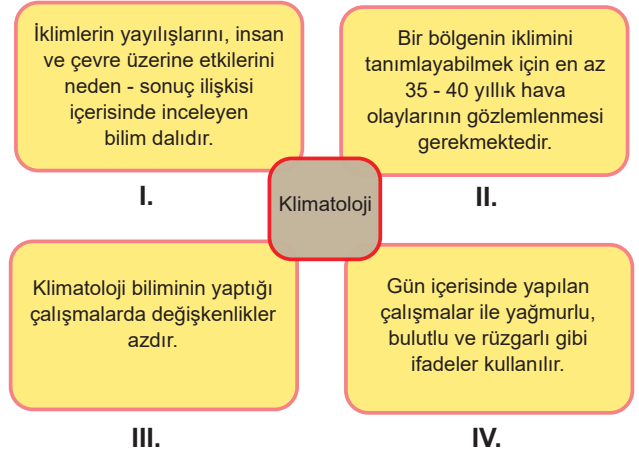 İklimlerin yayılışlarını, insan
ve çevre üzerine etkilerini
neden - sonuç ilişkisi
içerisinde inceleyen
bilim dalıdır.
I.
Bir bölgenin iklimini
tanımlayabilmek için en az
35 - 40 yıllık hava
olaylarının gözlemlenmesi
gerekmektedir.
II.
Klimatoloji
Klimatoloji biliminin yaptığı
çalışmalarda değişkenlikler
azdır.
III.
Gün içerisinde yapılan
çalışmalar ile yağmurlu,
bulutlu ve rüzgarlı gibi
ifadeler kullanılır.
IV.